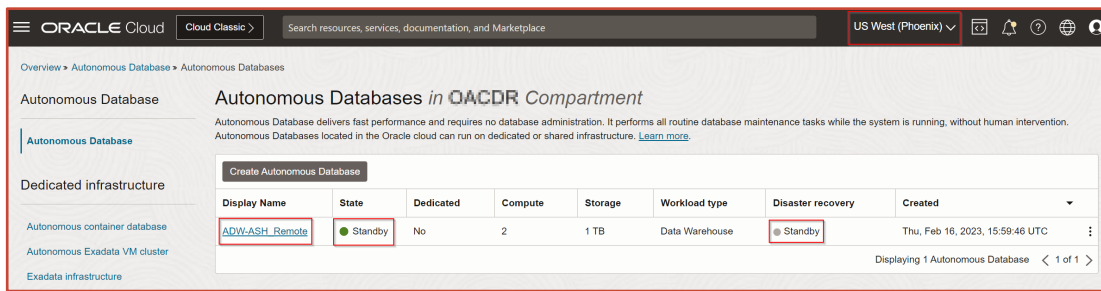 ORACLE Cloud
Cloud Classic >
Search resources, services, documentation, and Marketplace
US West (Phoenix)
Overview » Autonomous Database » Autonomous Databases
Autonomous Database
Autonomous Database
Dedicated infrastructure
Autonomous container database
Autonomous Exadata VM cluster
Exadata infrastructure
Autonomous Databases in OACDR Compartment
Autonomous Database delivers fast performance and requires no database administration. It performs all routine database maintenance tasks while the system is running, without human intervention.
Autonomous Databases located in the Oracle cloud can run on dedicated or shared infrastructure. Learn more.
Create Autonomous Database
Display Name State Dedicated Compute Storage Workload type Disaster recovery Created
ADW-ASH_Remote Standby No 2 1 TB Data Warehouse Standby Thu, Feb 16, 2023, 15:59:46 UTC
Displaying 1 Autonomous Database < 1 of 1 >